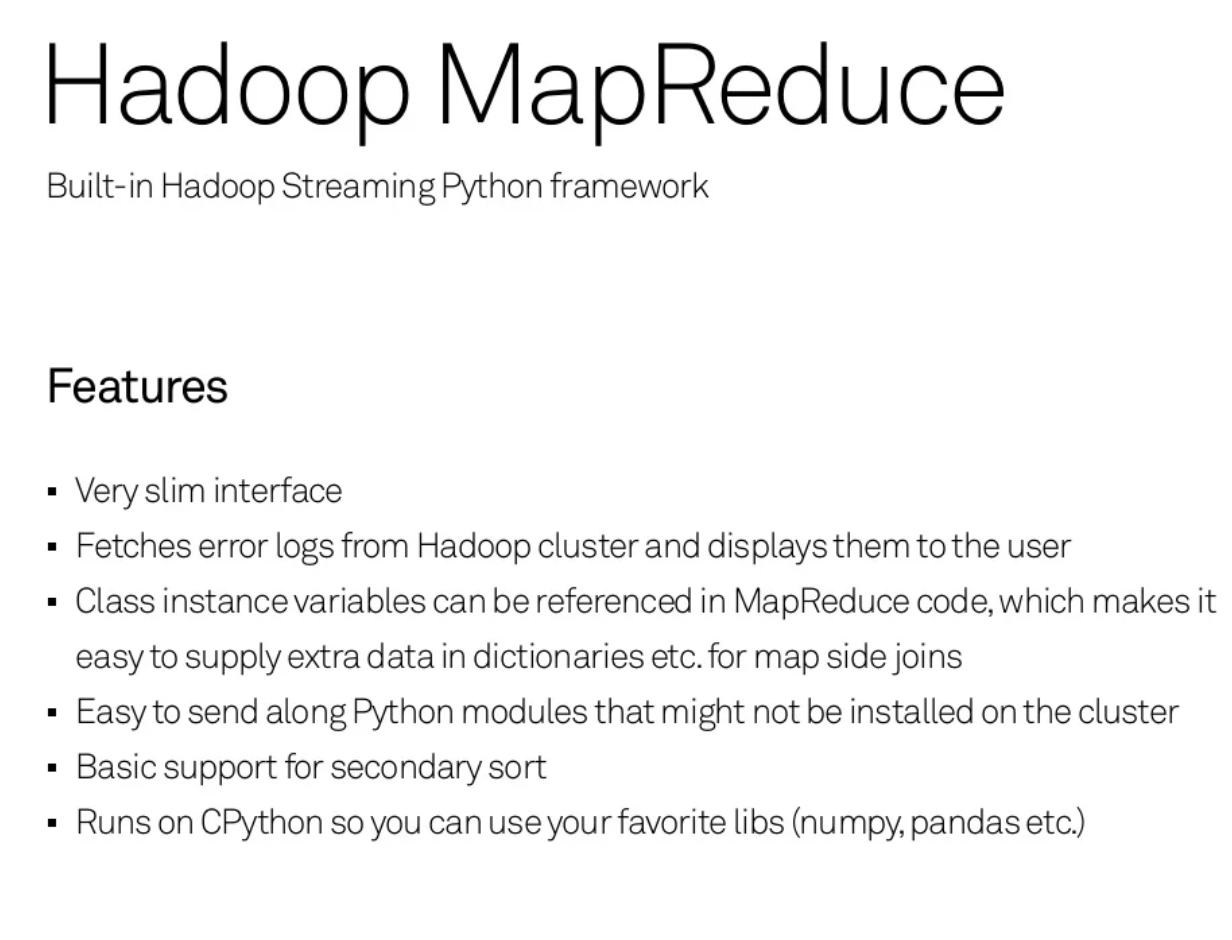 Hadoop MapReduce
Built-in Hadoop Streaming Python framework
Features
▪ Very slim interface
▪ Fetches error logs from Hadoop cluster and displays them to the user
▪ Class instance variables can be referenced in MapReduce code, which makes it
easy to supply extra data in dictionaries etc. for map side joins
▪ Easy to send along Python modules that might not be installed on the cluster
▪ Basic support for secondary sort
▪ Runs on CPython so you can use your favorite libs (numpy, pandas etc.)